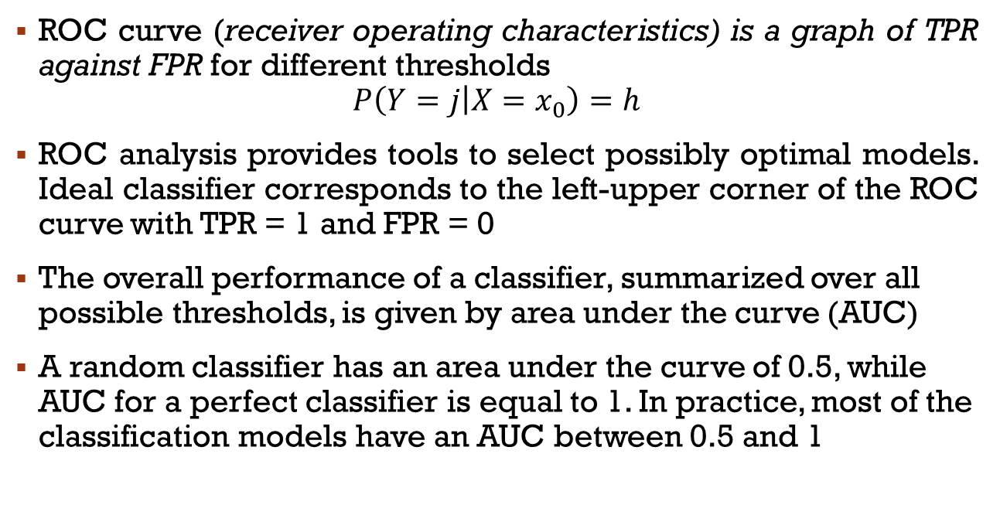 ▪ ROC curve (receiver operating characteristics) is a graph of TPR
against FPR for different thresholds
P(Y = j|X = x₀) = h
▪ ROC analysis provides tools to select possibly optimal models.
Ideal classifier corresponds to the left-upper corner of the ROC
curve with TPR = 1 and FPR = 0
▪ The overall performance of a classifier, summarized over all
possible thresholds, is given by area under the curve (AUC)
▪ A random classifier has an area under the curve of 0.5, while
AUC for a perfect classifier is equal to 1. In practice, most of the
classification models have an AUC between 0.5 and 1